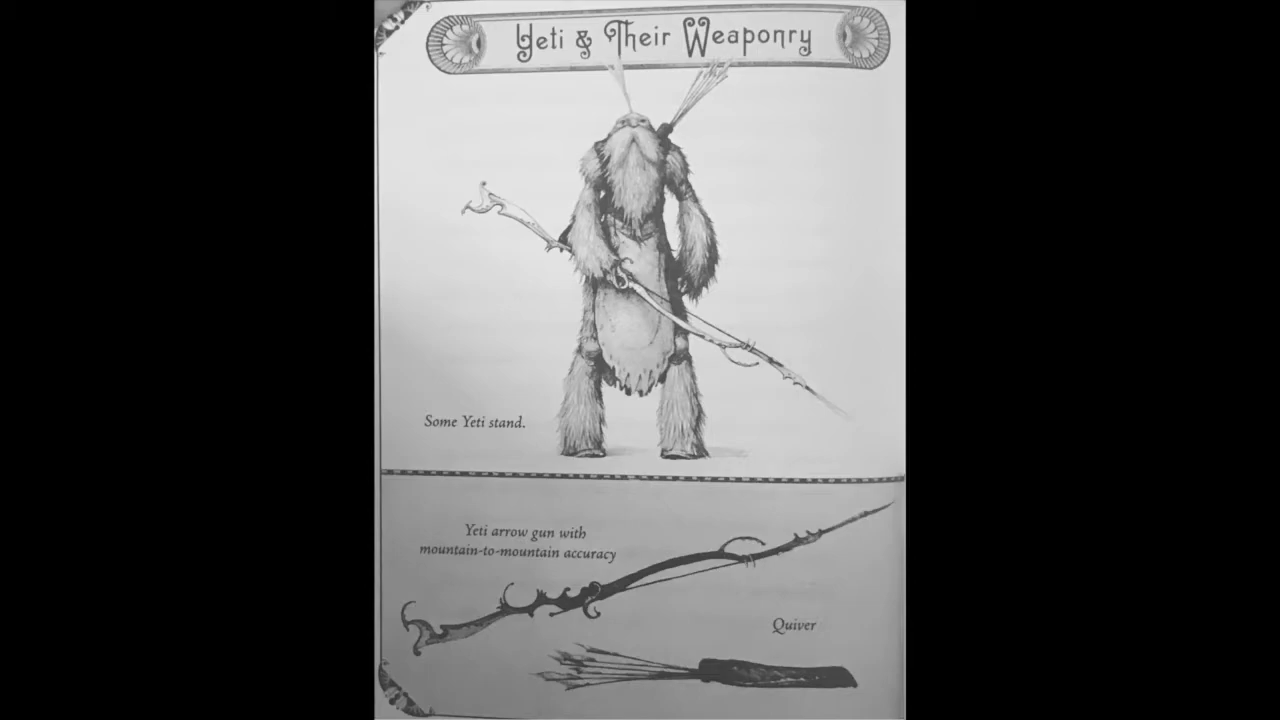 Yeti & Their Weaponry
Some Yeti stand.
Yeti arrow gun with
mountain-to-mountain accuracy
Quiver